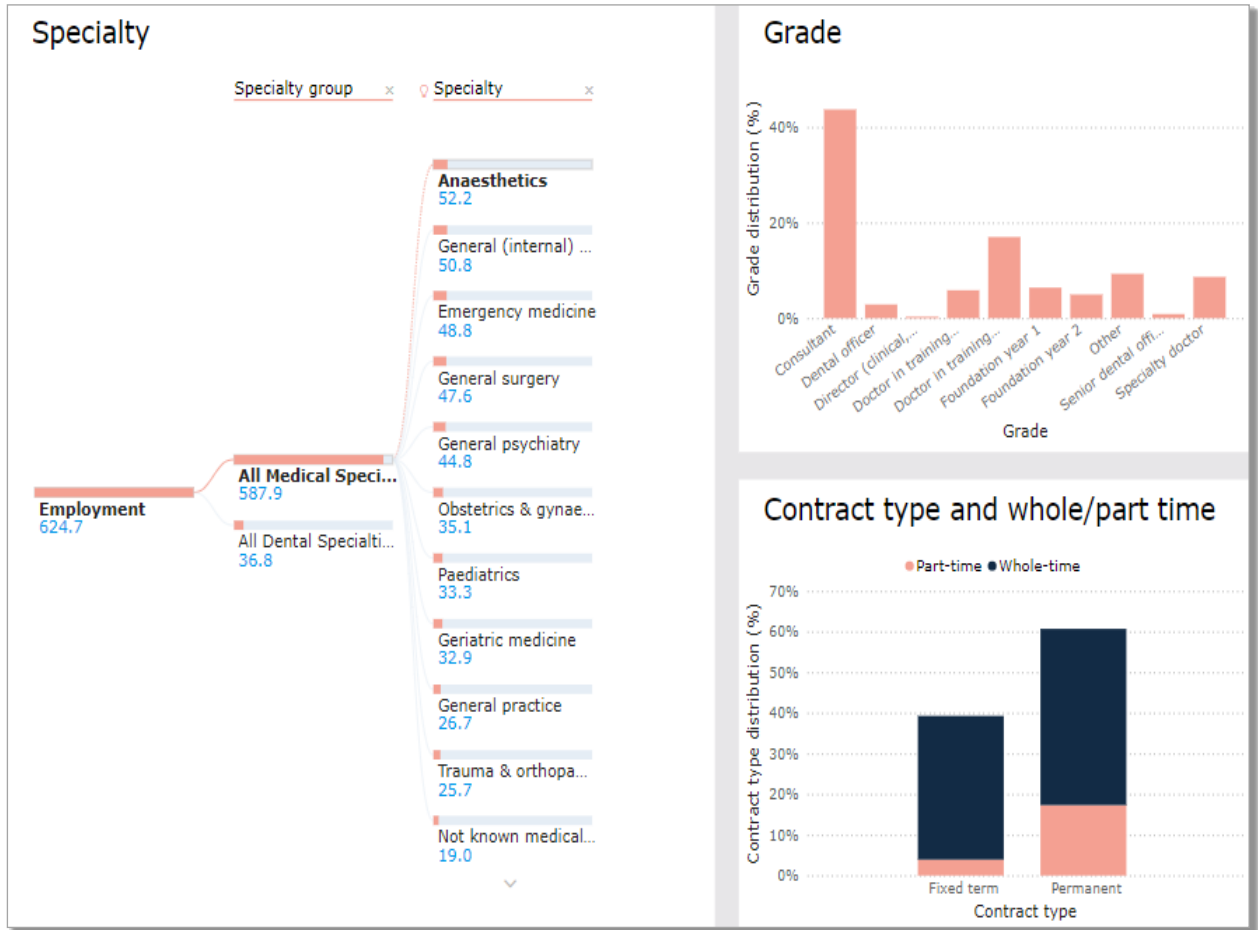 Specialty
Specialty group ×
Specialty ×
Employment
624.7
All Medical Speci...
587.9
All Dental Specialti...
36.8
Anaesthetics
52.2
General (internal) ...
50.8
Emergency medicine
48.8
General surgery
47.6
General psychiatry
44.8
Obstetrics & gynae...
35.1
Paediatrics
33.3
Geriatric medicine
32.9
General practice
26.7
Trauma & orthopa...
25.7
Not known medical...
19.0
Grade
Grade distribution (%)
40%
20%
0%
Consultant
Dental officer
Director (clinical,...
Doctor in training...
Doctor in training...
Foundation year 1
Foundation year 2
Other
Senior dental offi...
Specialty doctor
Grade
Contract type and whole/part time
Part-time Whole-time
Contract type distribution (%)
70%
60%
50%
40%
30%
20%
10%
0%
Fixed term Permanent
Contract type